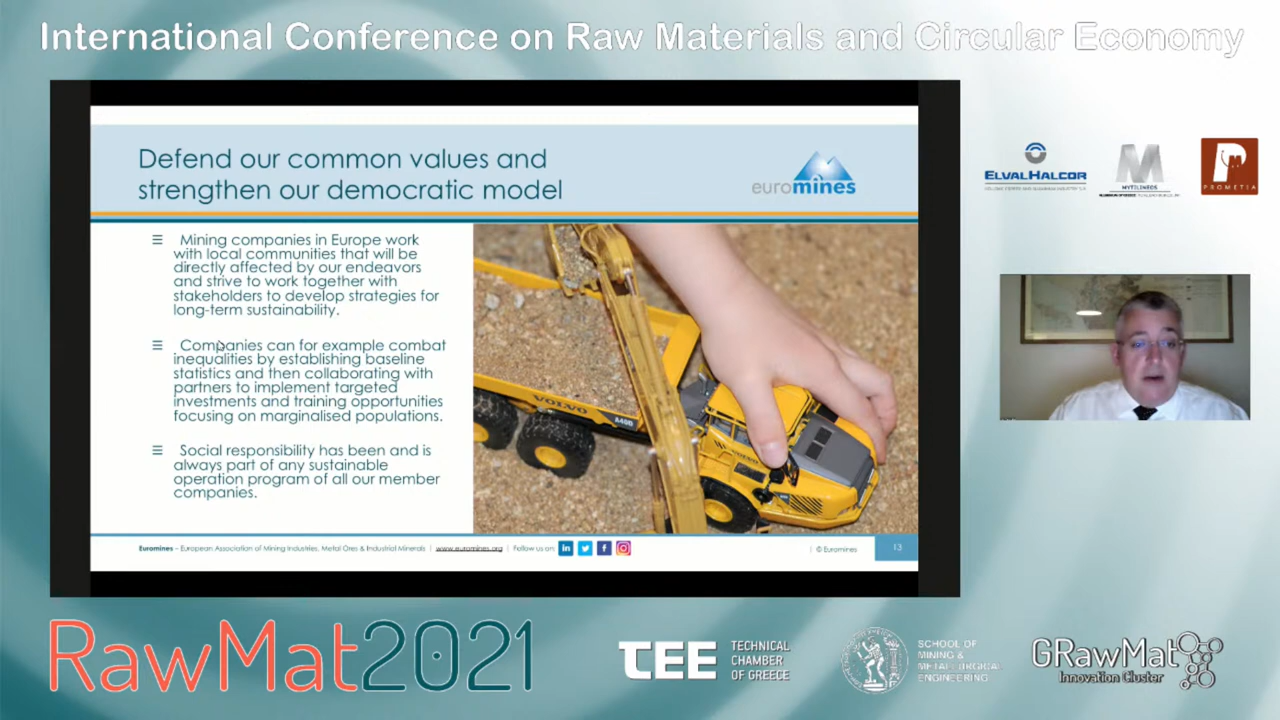 International Conference on Raw Materials and Circular Economy
Defend our common values and
strengthen our democratic model
euromines
Mining companies in Europe work
with local communities that will be
directly affected by our endeavors
and strive to work together with
stakeholders to develop strategies for
long-term sustainability.
Companies can for example combat
inequalities by establishing baseline
statistics and then collaborating with
partners to implement targeted
investments and training opportunities
focusing on marginalised populations.
Social responsibility has been and is
always part of any sustainable
operation program of all our member
companies.
VOLVO
A40D
VOLVO
Euromines – European Association of Mining Industries, Metal Ores & Industrial Minerals | www.euromines.org | Follow us on:
in
f
| © Euromines
13
ELVALHALCOR
M
MYTILINEOS
PROMETIA
RawMat2021
TEE
TECHNICAL
CHAMBER
OF GREECE
SCHOOL OF
MINING &
METALLURGICAL
ENGINEERING
GRawMat
Innovation Cluster